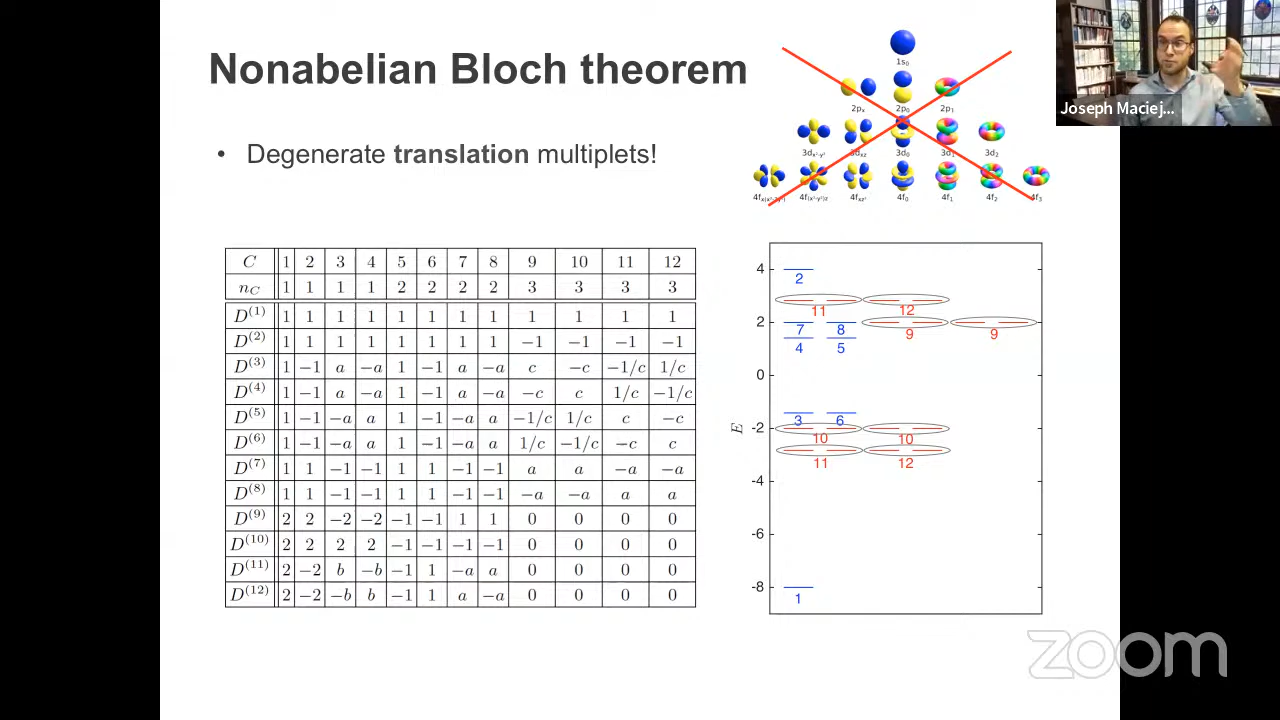 Nonabelian Bloch theorem
• Degenerate translation multiplets!
1s₀
2pₓ 2p₀ 2p₁
3dₓ²₋ᵧ² 3dₓz 3d₀ 3d₁ 3d₂
4fxz² 4f₀ 4f₁ 4f₂ 4f₃
Joseph Maciej...
C 1 2 3 4 5 6 7 8 9 10 11 12
n_C 1 1 1 1 2 2 2 2 3 3 3 3
D⁽¹⁾ 1 1 1 1 1 1 1 1 1 1 1 1
D⁽²⁾ 1 1 1 1 1 1 1 1 −1 −1 −1 −1
D⁽³⁾ 1 −1 a −a 1 −1 a −a c −c −1/c 1/c
D⁽⁴⁾ 1 −1 a −a 1 −1 a −a −c c 1/c −1/c
D⁽⁵⁾ 1 −1 −a a 1 −1 −a a −1/c 1/c c −c
D⁽⁶⁾ 1 −1 −a a 1 −1 −a a 1/c −1/c −c c
D⁽⁷⁾ 1 1 −1 −1 1 1 −1 −1 a a −a −a
D⁽⁸⁾ 1 1 −1 −1 1 1 −1 −1 −a −a a a
D⁽⁹⁾ 2 2 −2 −2 −1 −1 1 1 0 0 0 0
D⁽¹⁰⁾ 2 2 2 2 −1 −1 −1 −1 0 0 0 0
D⁽¹¹⁾ 2 −2 b −b −1 1 −a a 0 0 0 0
D⁽¹²⁾ 2 −2 −b b −1 1 a −a 0 0 0 0
4
2
11 12
2
7 8 9 9
4 5
0
E
-2
3 6
10 10
11 12
-4
-6
-8
1
zoom